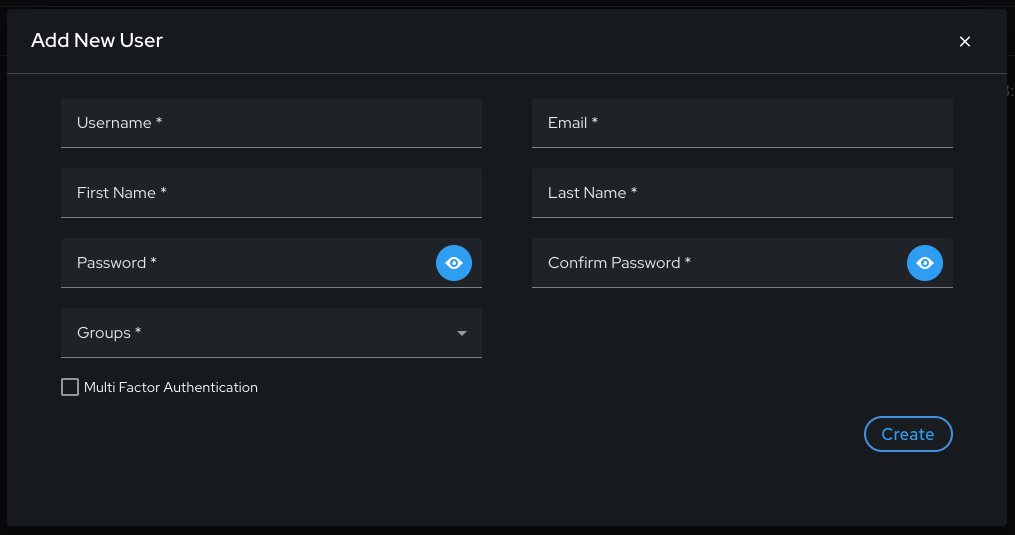 Add New User
Username *
Email *
First Name *
Last Name *
Password *
Confirm Password *
Groups *
Multi Factor Authentication
Create